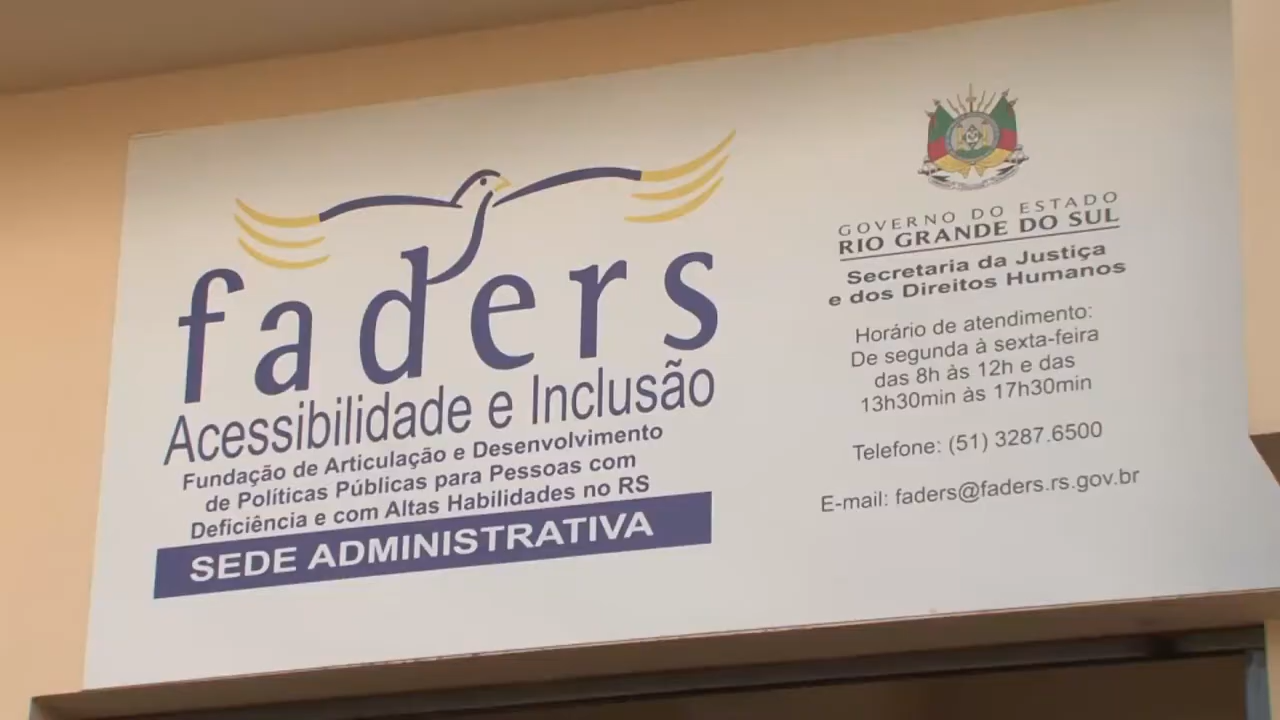 faders
Acessibilidade e Inclusão
Fundação de Articulação e Desenvolvimento
de Políticas Públicas para Pessoas com
Deficiência e com Altas Habilidades no RS
SEDE ADMINISTRATIVA
GOVERNO DO ESTADO
RIO GRANDE DO SUL
Secretaria da Justiça
e dos Direitos Humanos
Horário de atendimento:
De segunda à sexta-feira
das 8h às 12h e das
13h30min às 17h30min
Telefone: (51) 3287.6500
E-mail: faders@faders.rs.gov.br